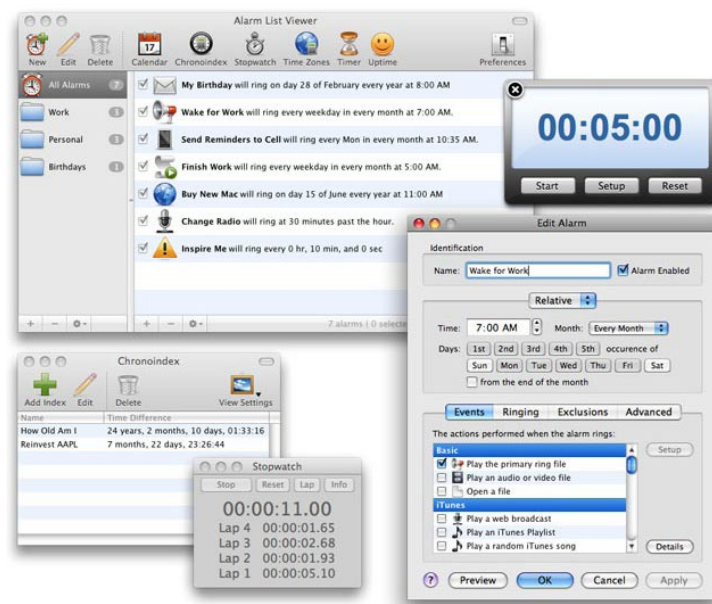 Alarm List Viewer
New Edit Delete Calendar Chronoindex Stopwatch Time Zones Timer Uptime Preferences
17
All Alarms 7
Work
Personal
Birthdays
My Birthday will ring on day 28 of February every year at 8:00 AM
Wake for Work will ring every weekday in every month at 7:00 AM.
Send Reminders to Cell will ring every Mon in every month at 10:35 AM.
Finish Work will ring every weekday in every month at 5:00 AM.
Buy New Mac will ring on day 15 of June every year at 11:00 AM
Change Radio will ring at 30 minutes past the hour.
Inspire Me will ring every 0 hr, 10 min, and 0 sec
7 alarms | 0 selecte
00:05:00
Start Setup Reset
Edit Alarm
Identification
Name: Wake for Work Alarm Enabled
Relative
Time: 7:00 AM Month: Every Month
Days: 1st 2nd 3rd 4th 5th occurence of
Sun Mon Tue Wed Thu Fri Sat
from the end of the month
Events Ringing Exclusions Advanced
The actions performed when the alarm rings:
Basic
Play the primary ring file
Play an audio or video file
Open a file
iTunes
Play a web broadcast
Play an iTunes Playlist
Play a random iTunes song
Setup
Details
? Preview OK Cancel Apply
Chronoindex
Add Index Edit Delete View Settings
Name Time Difference
How Old Am I 24 years, 2 months, 10 days, 01:33:16
Reinvest AAPL 7 months, 22 days, 23:26:44
Stopwatch
Stop Reset Lap Info
00:00:11.00
Lap 4 00:00:01.65
Lap 3 00:00:02.68
Lap 2 00:00:01.93
Lap 1 00:00:05.10